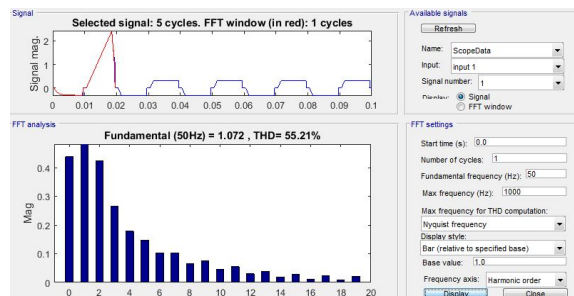 Signal
Selected signal: 5 cycles. FFT window (in red): 1 cycles
Signal mag.
2
1
0
0 0.01 0.02 0.03 0.04 0.05 0.06 0.07 0.08 0.09 0.1
FFT analysis
Fundamental (50Hz) = 1.072 , THD= 55.21%
Mag
0.4
0.3
0.2
0.1
0
0 2 4 6 8 10 12 14 16 18 20
Available signals
Refresh
Name: ScopeData
Input: input 1
Signal number: 1
Display: Signal
FFT window
FFT settings
Start time (s): 0.0
Number of cycles: 1
Fundamental frequency (Hz): 50
Max frequency (Hz): 1000
Max frequency for THD computation:
Nyquist frequency
Display style:
Bar (relative to specified base)
Base value: 1.0
Frequency axis: Harmonic order
Display Close